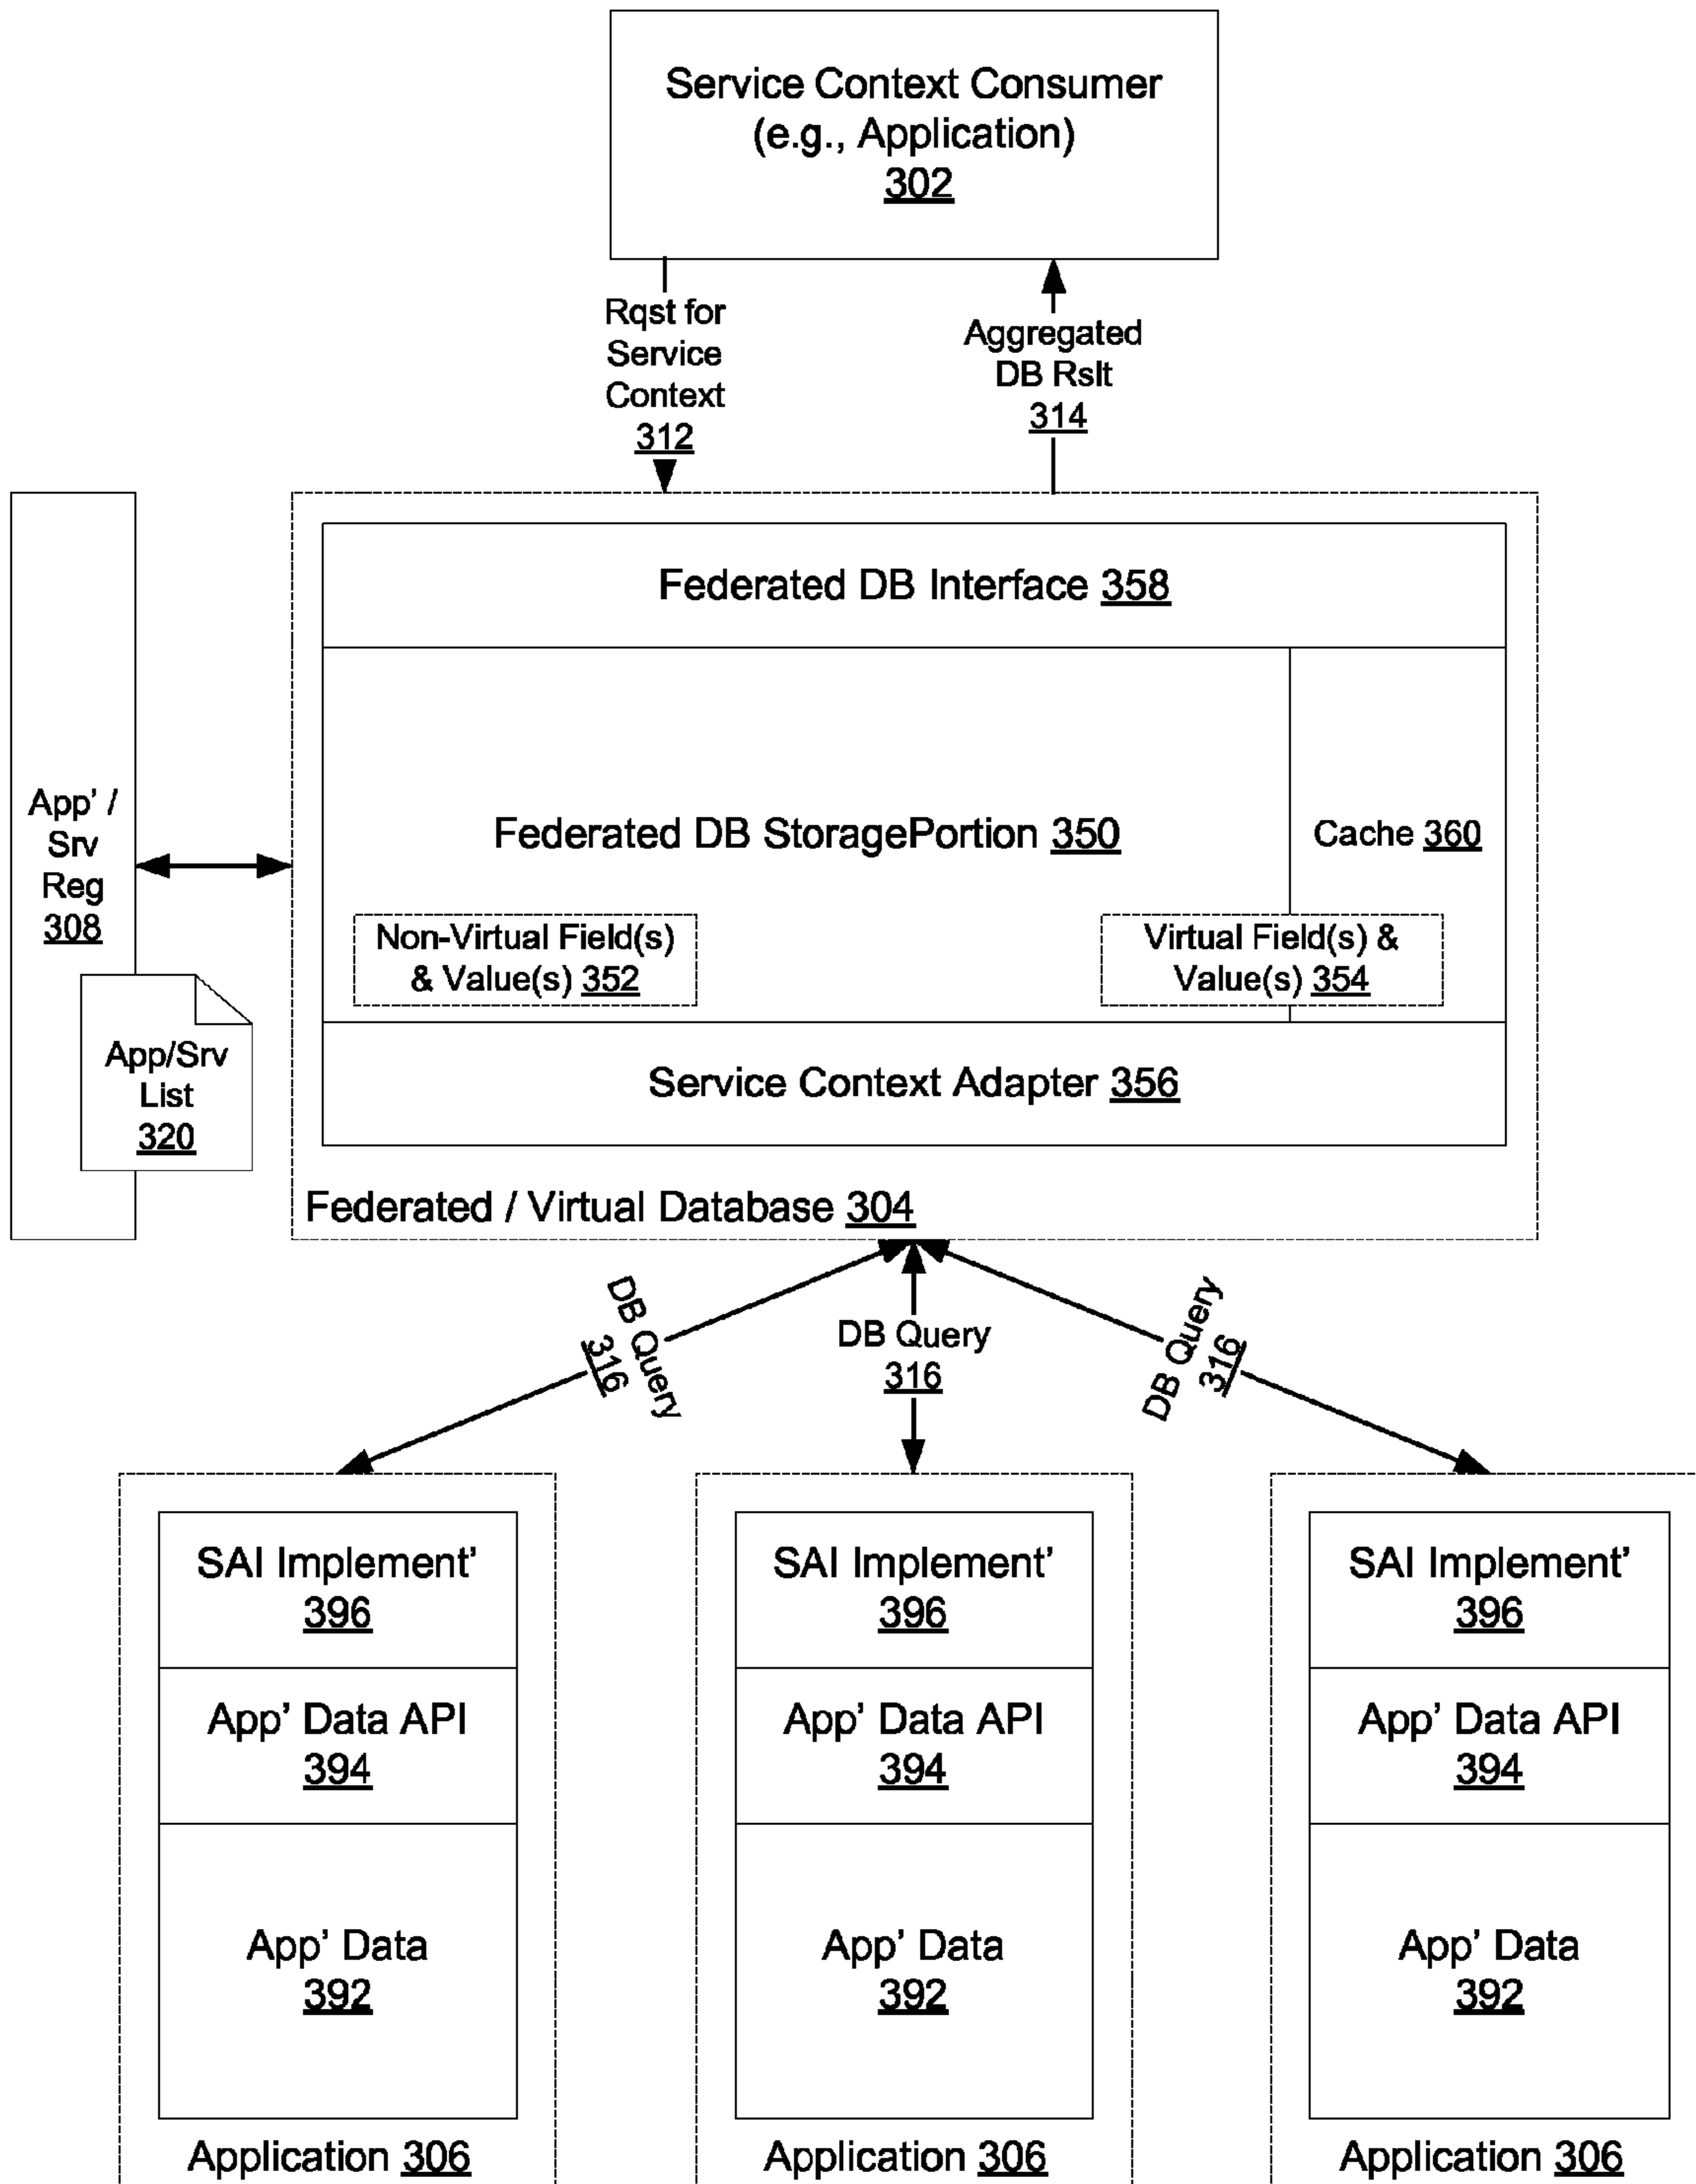 Service Context Consumer
(e.g., Application)
302
Rqst for
Service
Context
312
Aggregated
DB Rslt
314
Federated DB Interface 358
App' /
Srv
Reg
308
Federated DB StoragePortion 350
Cache 360
Non-Virtual Field(s)
& Value(s) 352
Virtual Field(s) &
Value(s) 354
App/Srv
List
320
Service Context Adapter 356
Federated / Virtual Database 304
DB Query
316
DB Query
316
DB Query
316
SAI Implement'
396
App' Data API
394
App' Data
392
Application 306
SAI Implement'
396
App' Data API
394
App' Data
392
Application 306
SAI Implement'
396
App' Data API
394
App' Data
392
Application 306